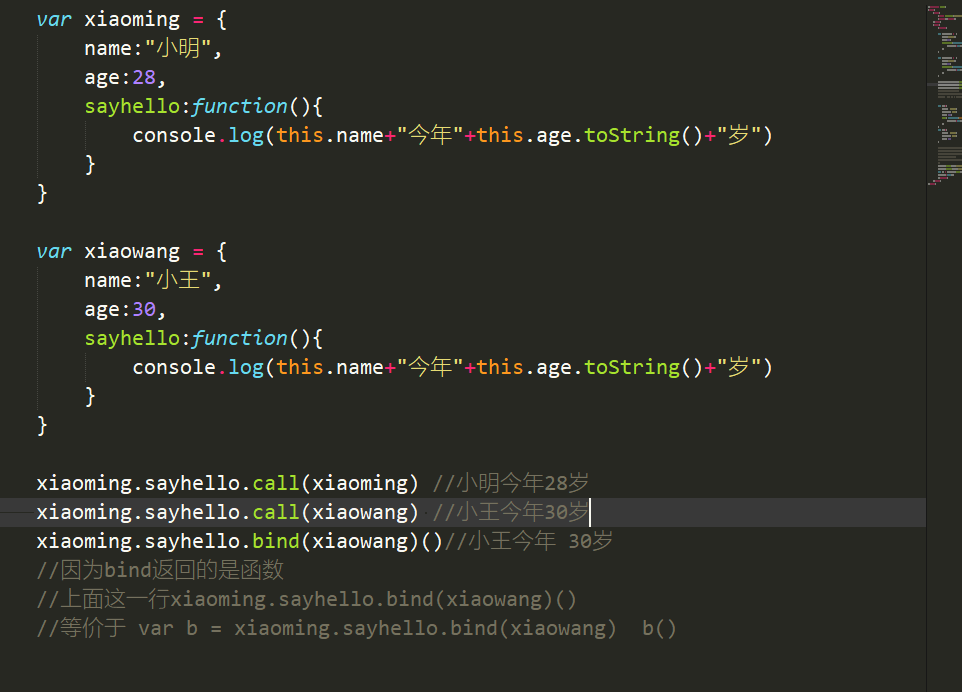 var xiaoming = {
name:"小明",
age:28,
sayhello:function(){
console.log(this.name+"今年"+this.age.toString()+"岁")
}
}
var xiaowang = {
name:"小王",
age:30,
sayhello:function(){
console.log(this.name+"今年"+this.age.toString()+"岁")
}
}
xiaoming.sayhello.call(xiaoming) //小明今年28岁
xiaoming.sayhello.call(xiaowang) //小王今年30岁
xiaoming.sayhello.bind(xiaowang)()//小王今年 30岁
//因为bind返回的是函数
//上面这一行xiaoming.sayhello.bind(xiaowang)()
//等价于 var b = xiaoming.sayhello.bind(xiaowang)  b()